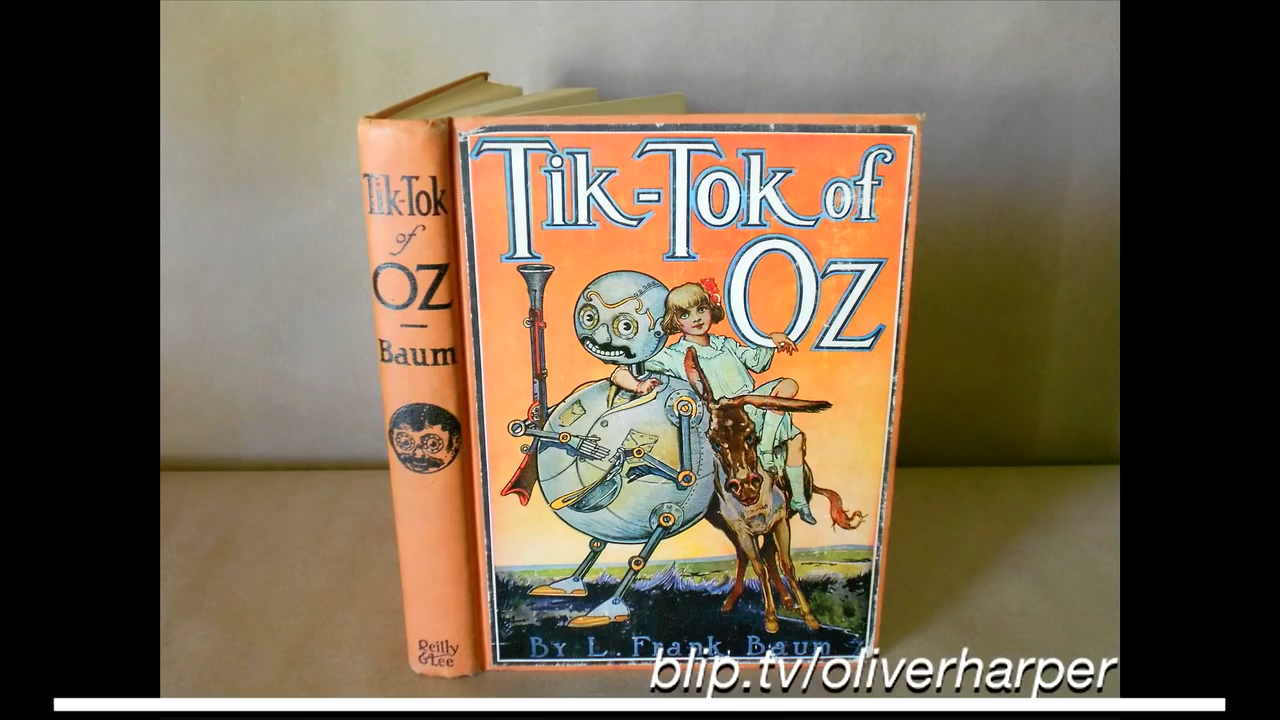 Tik-Tok
of
OZ
Baum
Reilly
& Lee
Tik-Tok of
Oz
By L. Frank Baum
blip.tv/oliverharper